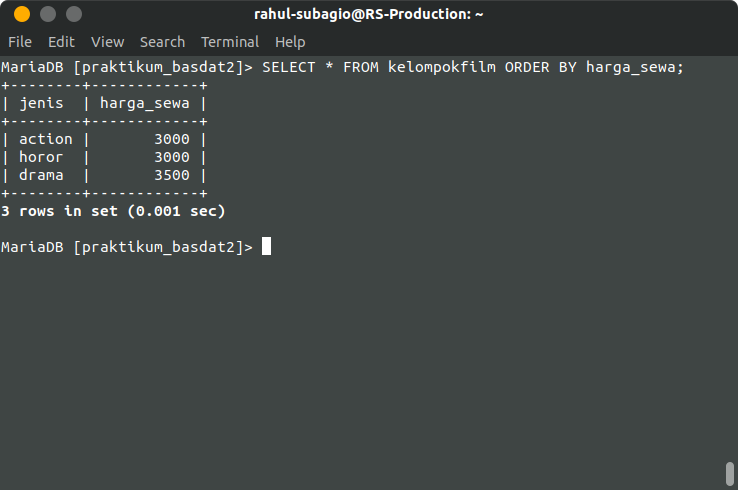 rahul-subagio@RS-Production: ~
File Edit View Search Terminal Help
MariaDB [praktikum_basdat2]> SELECT * FROM kelompokfilm ORDER BY harga_sewa;
+--------+------------+
| jenis  | harga_sewa |
+--------+------------+
| action |       3000 |
| horor  |       3000 |
| drama  |       3500 |
+--------+------------+
3 rows in set (0.001 sec)
MariaDB [praktikum_basdat2]>